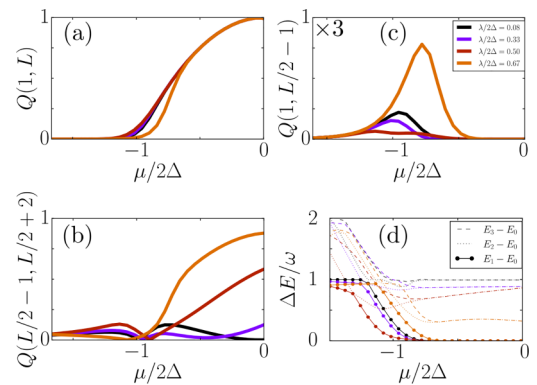 (a)
Q(1, L)
1
0
−1
0
μ/2Δ
×3
(c)
λ/2Δ = 0.08
λ/2Δ = 0.33
λ/2Δ = 0.50
λ/2Δ = 0.67
Q(1, L/2 − 1)
1
0
−1
0
μ/2Δ
(b)
Q(L/2 − 1, L/2 + 2)
1
0
−1
0
μ/2Δ
(d)
E₃ − E₀
E₂ − E₀
E₁ − E₀
ΔE/ω
2
1
0
−1
0
μ/2Δ